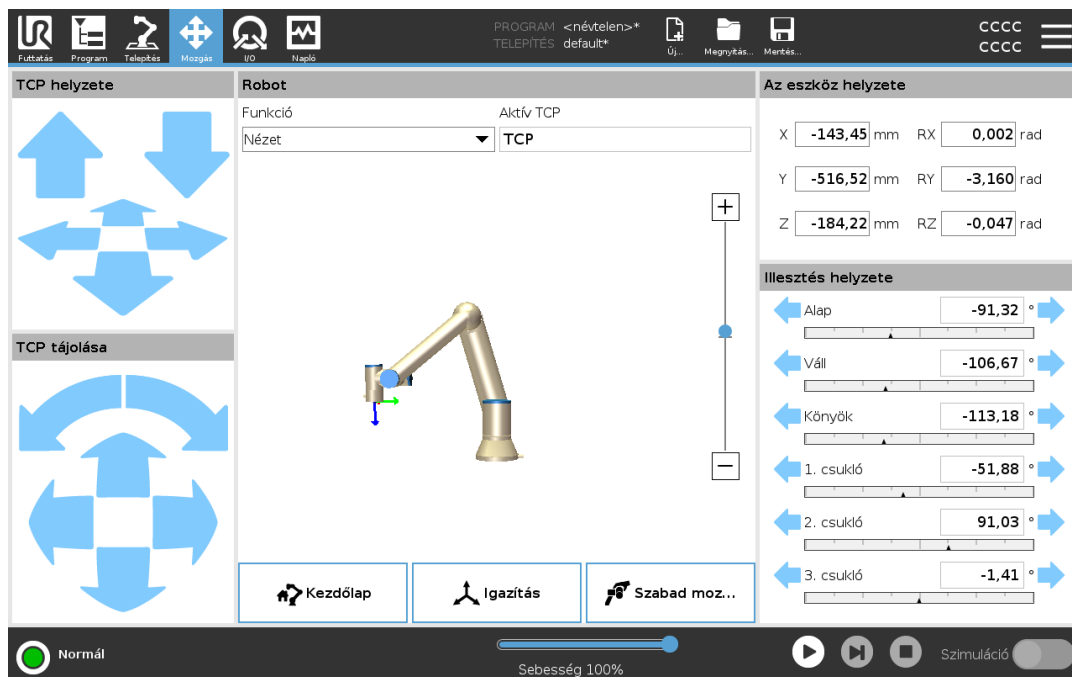 PROGRAM <névtelen>*
TELEPÍTÉS default*
CCCC
CCCC
Futtatás Program Telepítés Mozgás I/O Napló Új... Megnyitás... Mentés...
TCP helyzete
Robot
Az eszköz helyzete
Funkció Aktív TCP
Nézet TCP
X -143,45 mm RX 0,002 rad
Y -516,52 mm RY -3,160 rad
Z -184,22 mm RZ -0,047 rad
Illesztés helyzete
Alap -91,32 °
Váll -106,67 °
Könyök -113,18 °
1. csukló -51,88 °
2. csukló 91,03 °
3. csukló -1,41 °
TCP tájolása
Kezdőlap Igazítás Szabad moz...
Normál
Sebesség 100%
Szimuláció